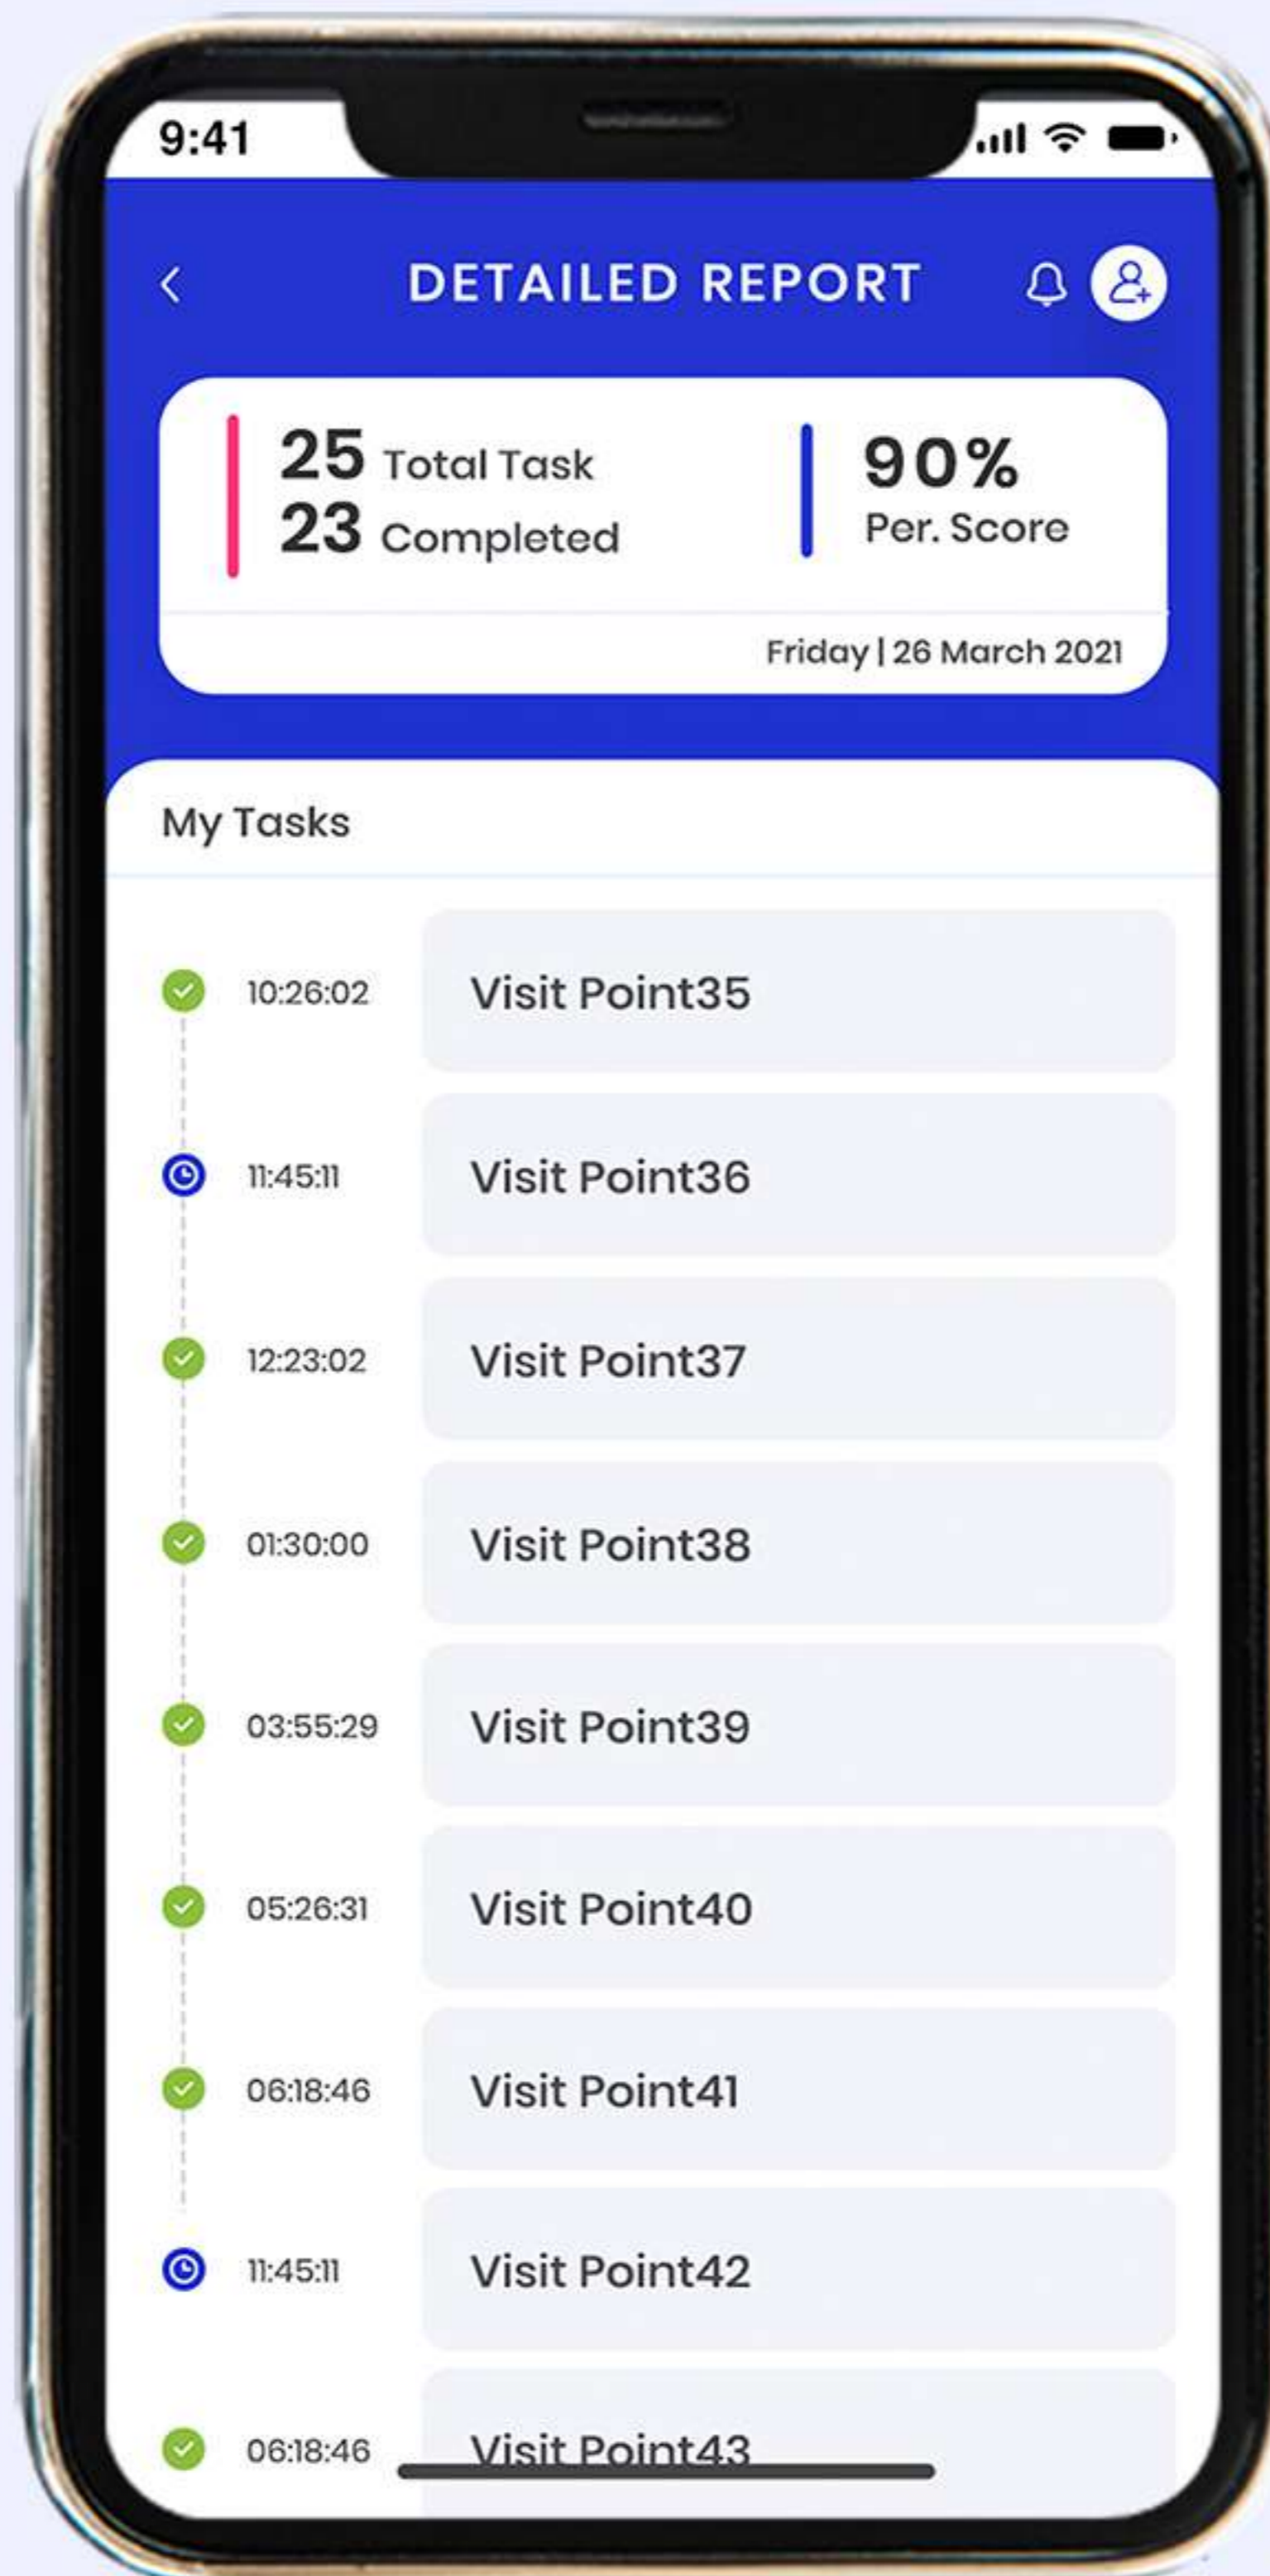 9:41
DETAILED REPORT
25 Total Task
23 Completed
90%
Per. Score
Friday | 26 March 2021
My Tasks
10:26:02 Visit Point35
11:45:11 Visit Point36
12:23:02 Visit Point37
01:30:00 Visit Point38
03:55:29 Visit Point39
05:26:31 Visit Point40
06:18:46 Visit Point41
11:45:11 Visit Point42
06:18:46 Visit Point43